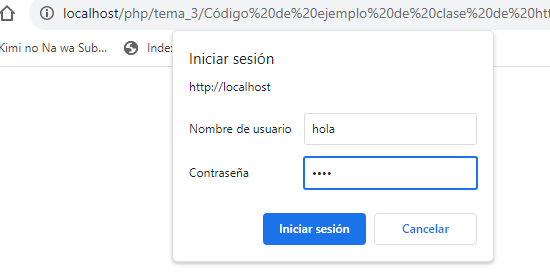 localhost/php/tema_3/Código%20de%20ejemplo%20de%20clase%20de%20htt
Kimi no Na wa Sub...
Index
Iniciar sesión
http://localhost
Nombre de usuario
hola
Contraseña
••••
Iniciar sesión
Cancelar